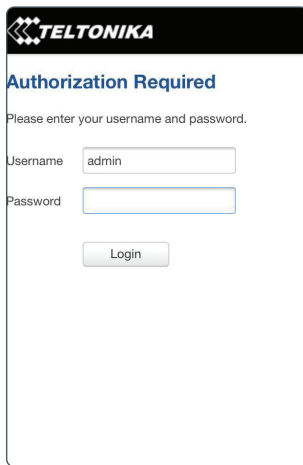 TELTONIKA
Authorization Required
Please enter your username and password.
Username admin
Password
Login